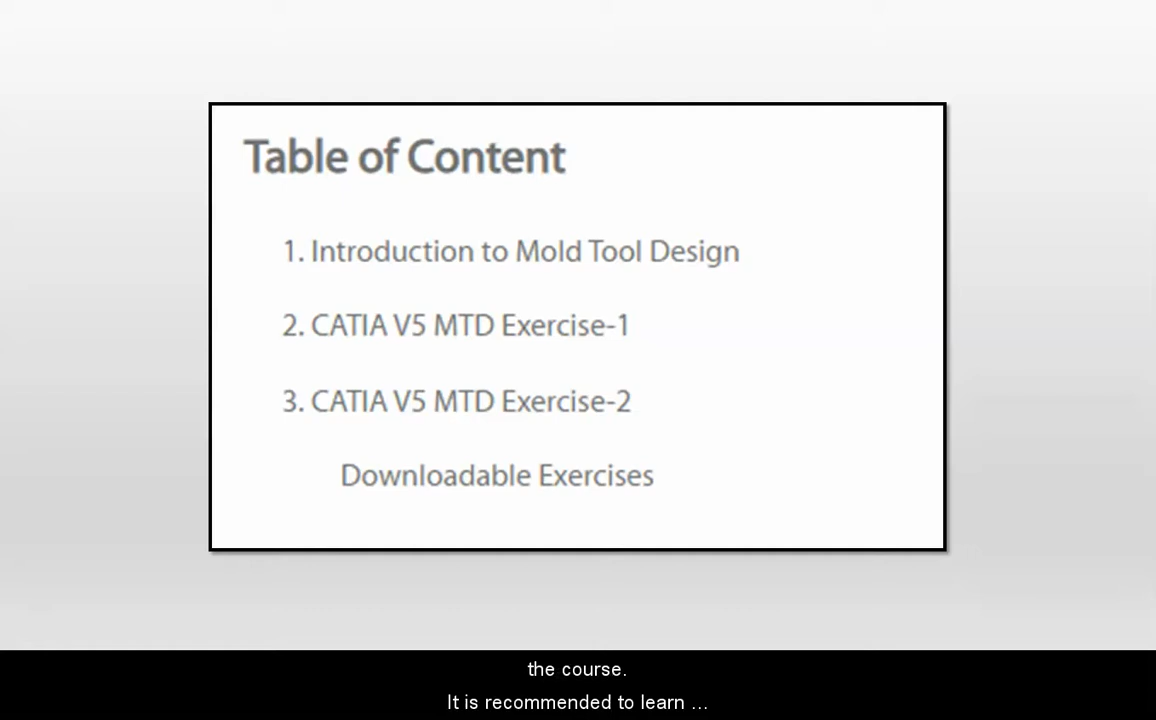 Table of Content
1. Introduction to Mold Tool Design
2. CATIA V5 MTD Exercise-1
3. CATIA V5 MTD Exercise-2
Downloadable Exercises
the course.
It is recommended to learn ...